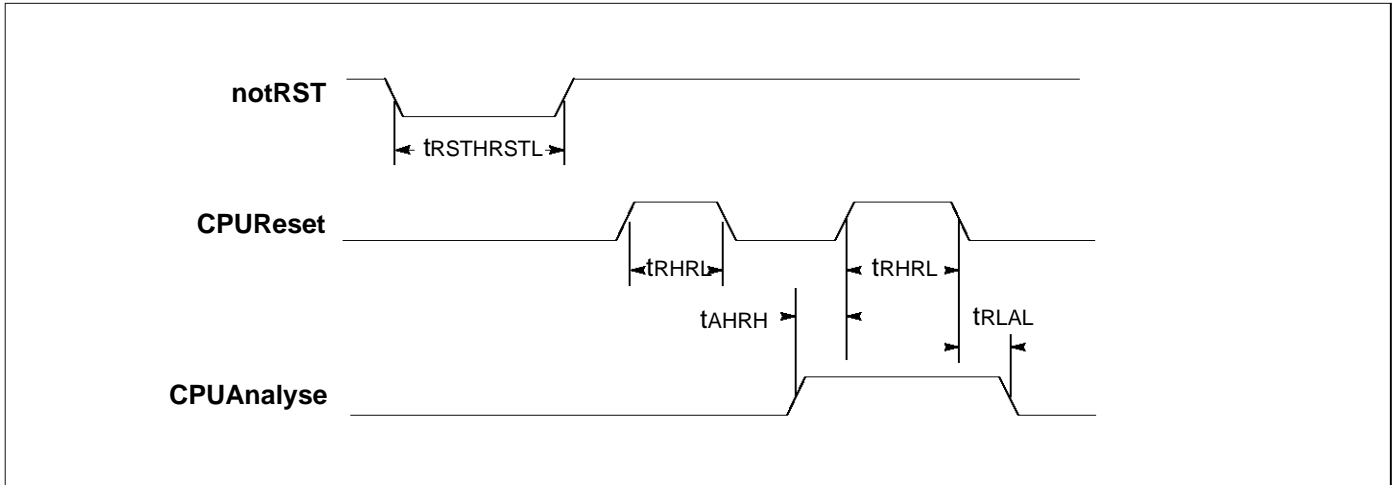 notRST
tRSTHRSTL
CPUReset
tRHRL
tRHRL
tAHRH
tRLAL
CPUAnalyse